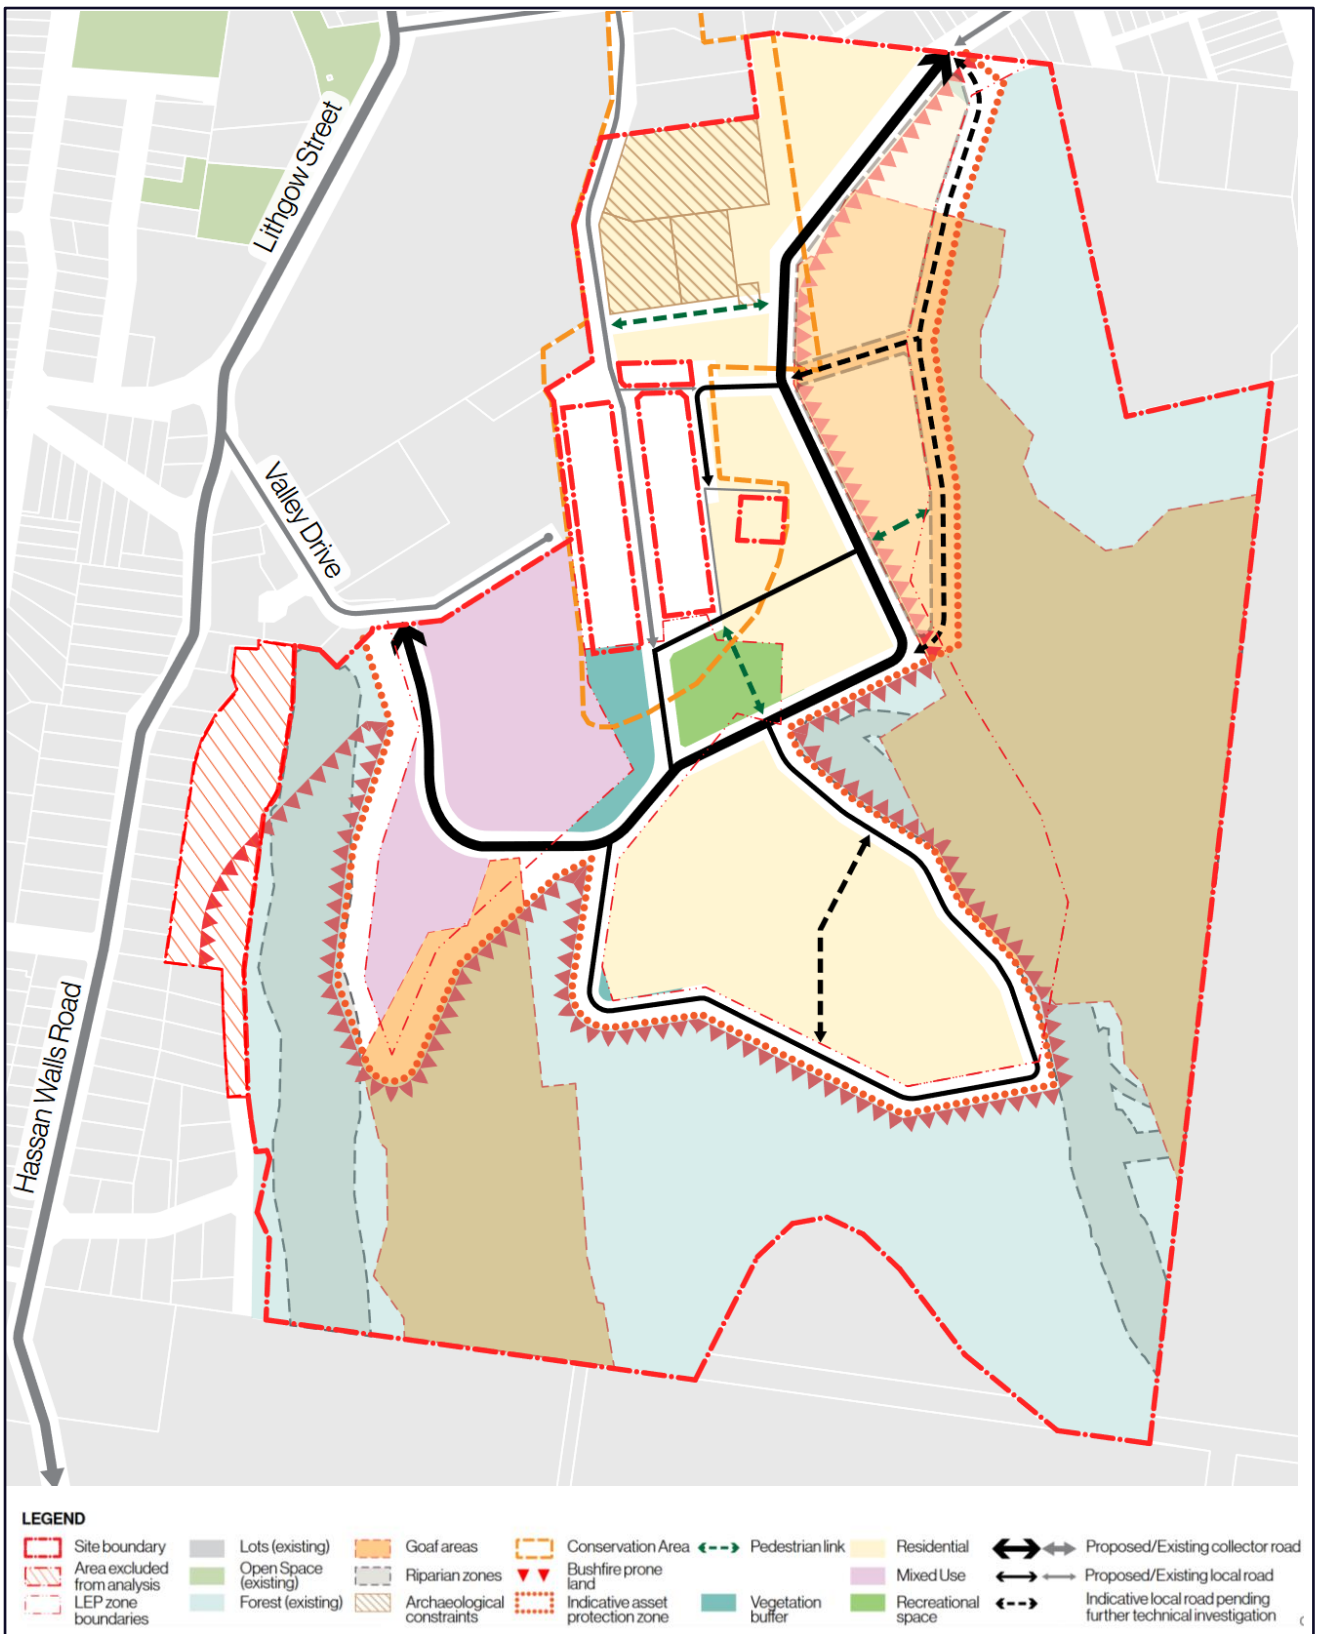 Lithgow Street
Valley Drive
Hassan Walls Road
LEGEND
Site boundary
Area excluded
from analysis
LEP zone
boundaries
Lots (existing)
Open Space
(existing)
Forest (existing)
Goaf areas
Riparian zones
Archaeological
constraints
Conservation Area
Bushfire prone
land
Indicative asset
protection zone
Pedestrian link
Vegetation
buffer
Residential
Mixed Use
Recreational
space
Proposed/Existing collector road
Proposed/Existing local road
Indicative local road pending
further technical investigation